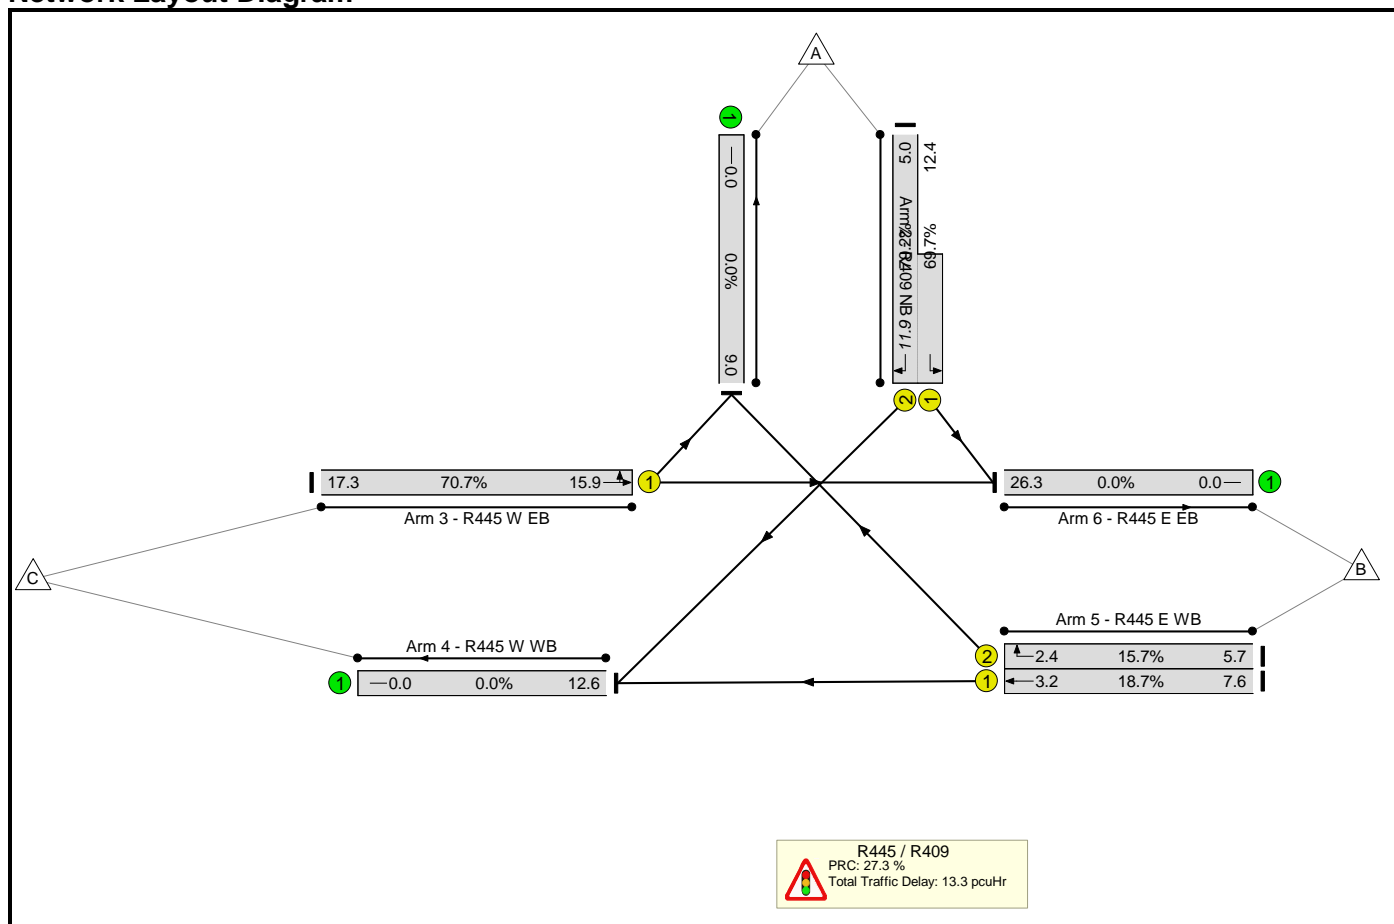 Network Layout Diagram
A
1
0.0
0.0%
9.0
5.0
12.4
R409 NB
69.7%
11.9
2
1
17.3 70.7% 15.9
1
Arm 3 - R445 W EB
26.3 0.0% 0.0
1
Arm 6 - R445 E EB
C
B
Arm 5 - R445 E WB
Arm 4 - R445 W WB
2
2.4 15.7% 5.7
1
0.0 0.0% 12.6
1
3.2 18.7% 7.6
R445 / R409
PRC: 27.3 %
Total Traffic Delay: 13.3 pcuHr